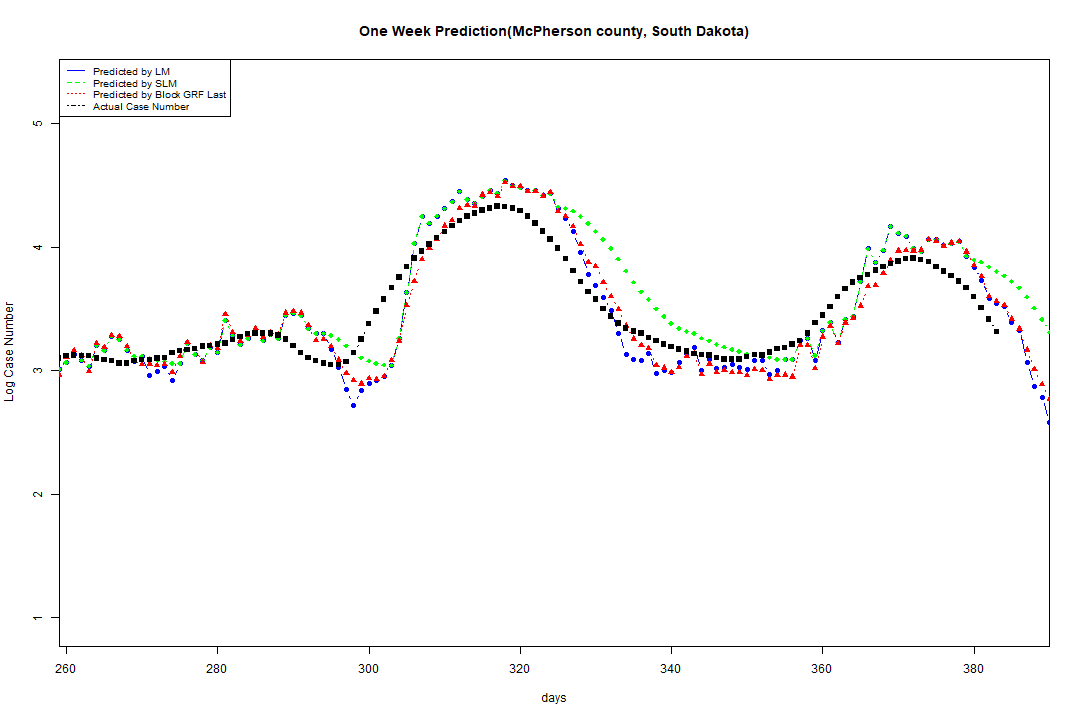 One Week Prediction(McPherson county, South Dakota)
Predicted by LM
Predicted by SLM
Predicted by Block GRF Last
Actual Case Number
5
4
3
2
1
Log Case Number
260 280 300 320 340 360 380
days